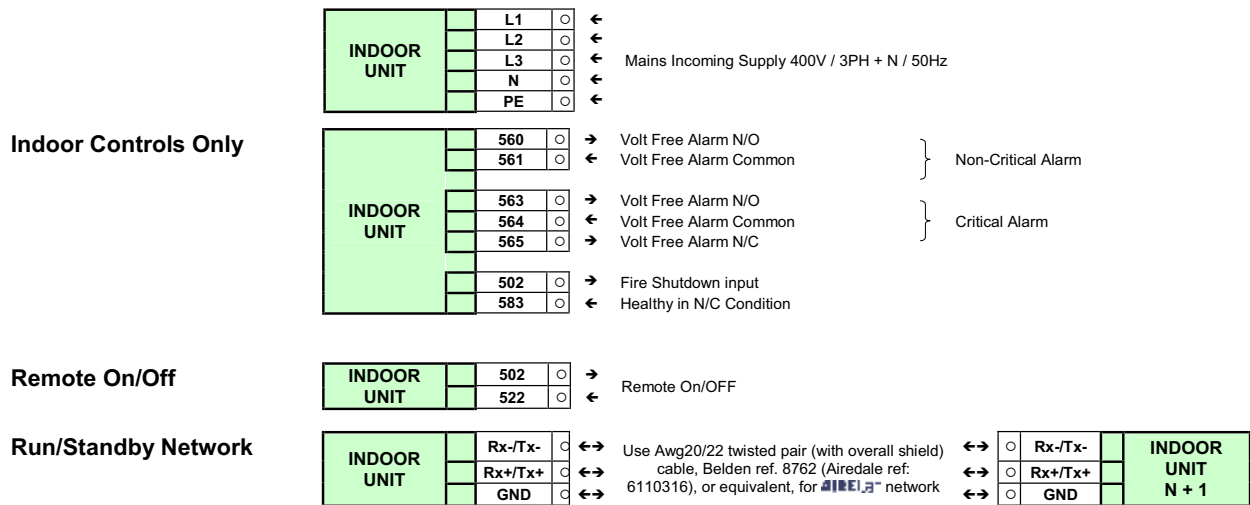 L1
L2
INDOOR UNIT L3 Mains Incoming Supply 400V / 3PH + N / 50Hz
N
PE
Indoor Controls Only
INDOOR UNIT
560 Volt Free Alarm N/O
561 Volt Free Alarm Common Non-Critical Alarm
563 Volt Free Alarm N/O
564 Volt Free Alarm Common Critical Alarm
565 Volt Free Alarm N/C
502 Fire Shutdown input
583 Healthy in N/C Condition
Remote On/Off
INDOOR UNIT
502
522
Remote On/OFF
Run/Standby Network
INDOOR UNIT
Rx-/Tx-
Rx+/Tx+
GND
Use Awg20/22 twisted pair (with overall shield)
cable, Belden ref. 8762 (Airedale ref:
6110316), or equivalent, for network
Rx-/Tx-
Rx+/Tx+
GND
INDOOR
UNIT
N + 1